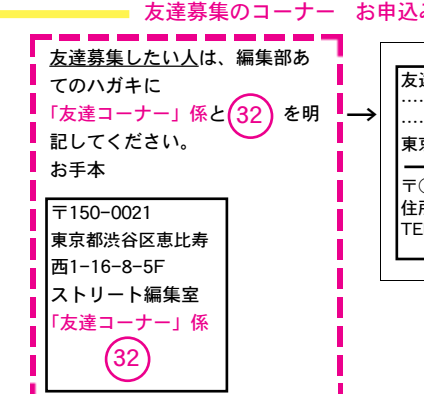 友達募集のコーナー お申込
友達募集したい人は、編集部あ
てのハガキに
「友達コーナー」係と 32 を明
記してください。
お手本
〒150-0021
東京都渋谷区恵比寿
西1-16-8-5F
ストリート編集室
「友達コーナー」係
32
→
友
東
〒
住
TE